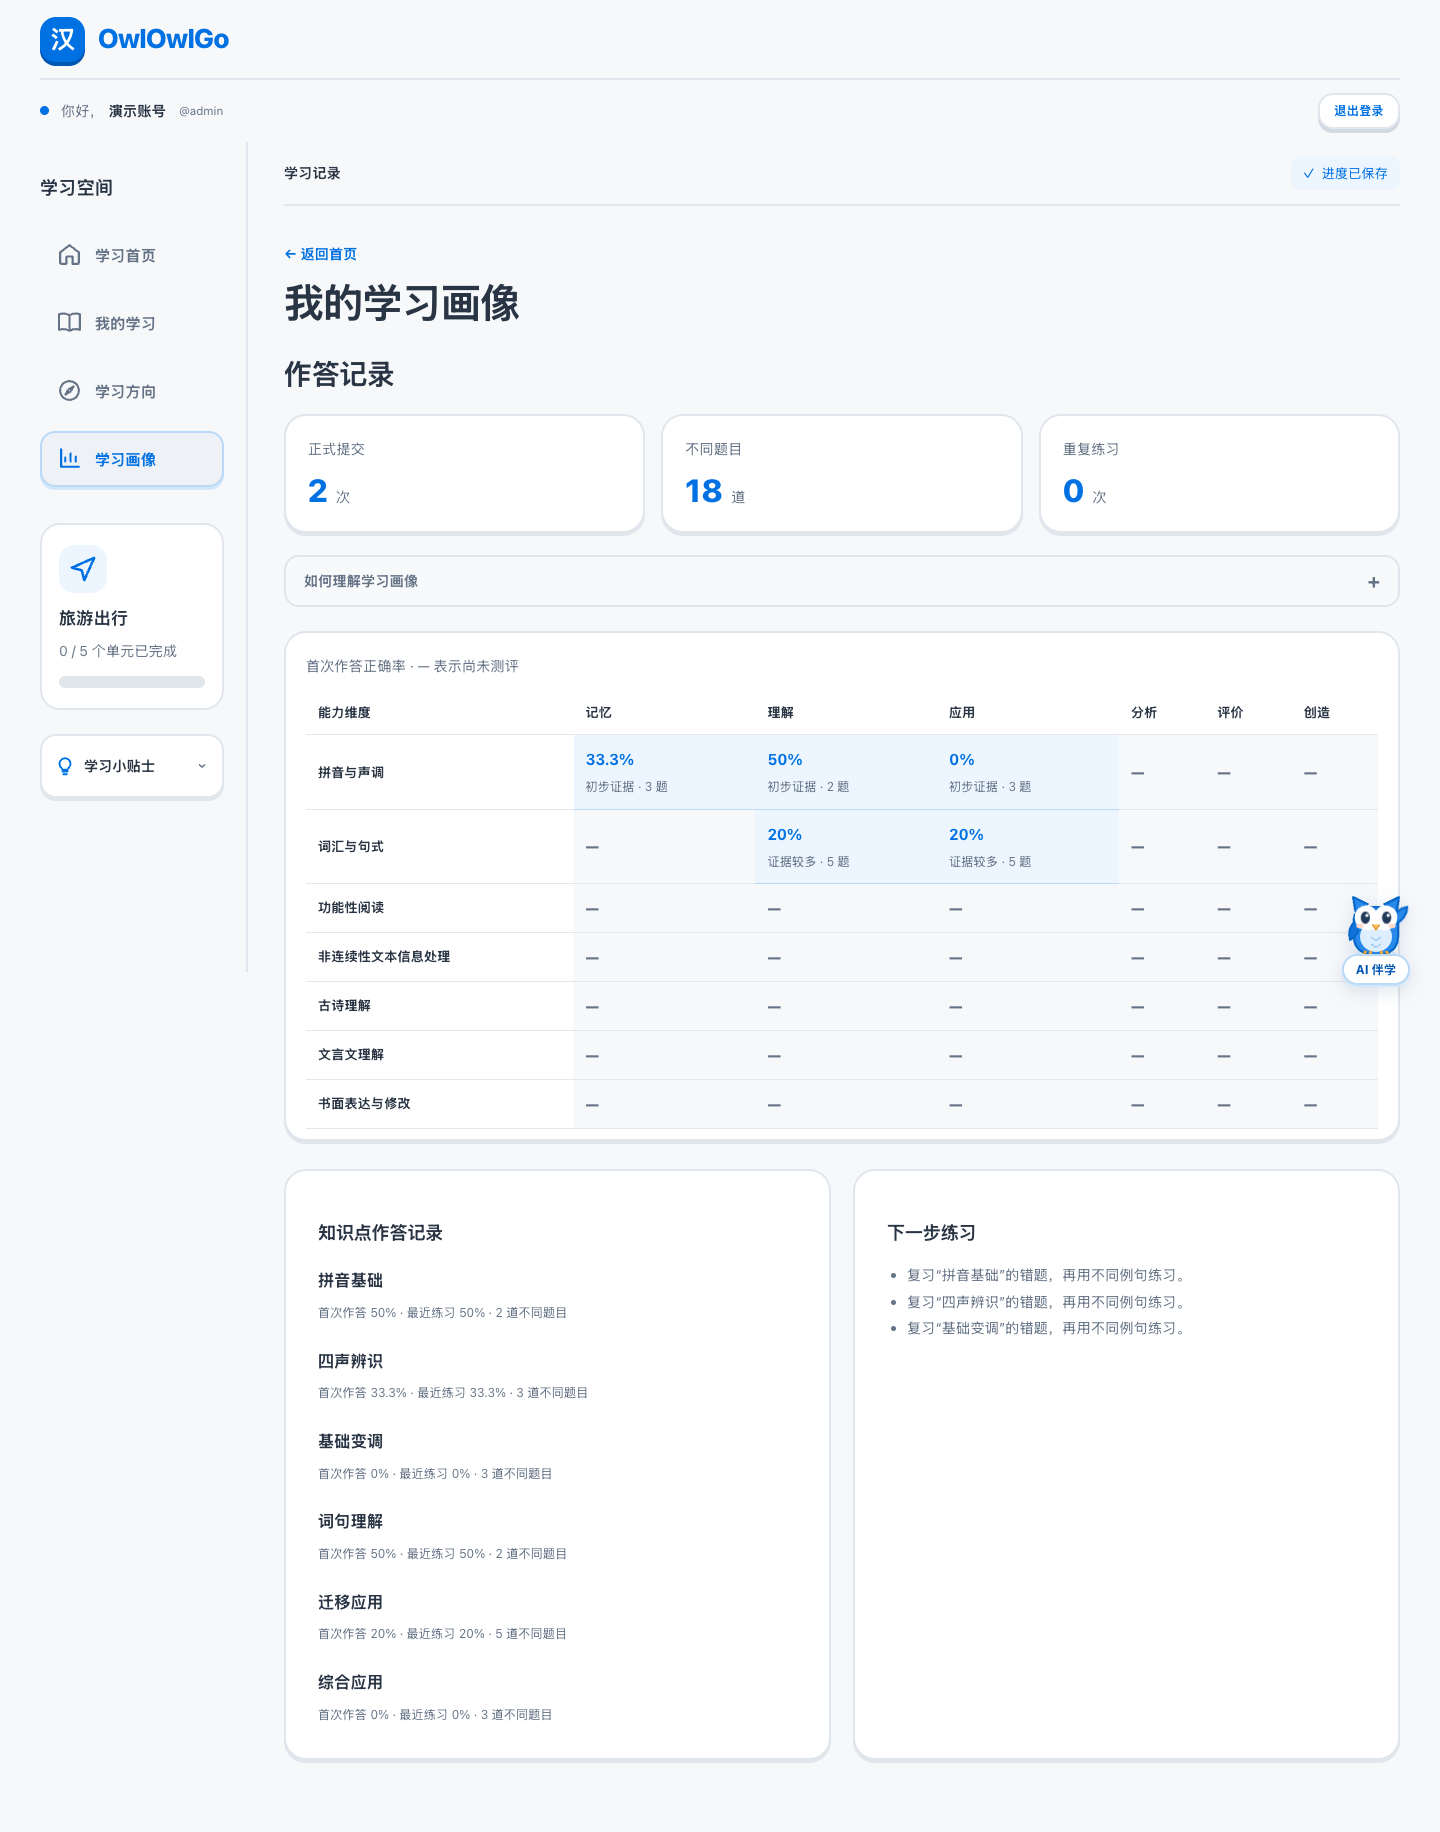 汉 OwlOwlGo
你好， 演示账号 @admin
退出登录
学习空间
学习首页
我的学习
学习方向
学习画像
旅游出行
0 / 5 个单元已完成
学习小贴士
学习记录
✓ 进度已保存
← 返回首页
我的学习画像
作答记录
正式提交
2 次
不同题目
18 道
重复练习
0 次
如何理解学习画像 +
首次作答正确率 · — 表示尚未测评
能力维度 记忆 理解 应用 分析 评价 创造
拼音与声调 33.3% 50% 0% — — —
初步证据 · 3 题 初步证据 · 2 题 初步证据 · 3 题
词汇与句式 — 20% 20% — — —
证据较多 · 5 题 证据较多 · 5 题
功能性阅读 — — — — — —
非连续性文本信息处理 — — — — — —
古诗理解 — — — — — —
文言文理解 — — — — — —
书面表达与修改 — — — — — —
AI 伴学
知识点作答记录
拼音基础
首次作答 50% · 最近练习 50% · 2 道不同题目
四声辨识
首次作答 33.3% · 最近练习 33.3% · 3 道不同题目
基础变调
首次作答 0% · 最近练习 0% · 3 道不同题目
词句理解
首次作答 50% · 最近练习 50% · 2 道不同题目
迁移应用
首次作答 20% · 最近练习 20% · 5 道不同题目
综合应用
首次作答 0% · 最近练习 0% · 3 道不同题目
下一步练习
• 复习“拼音基础”的错题，再用不同例句练习。
• 复习“四声辨识”的错题，再用不同例句练习。
• 复习“基础变调”的错题，再用不同例句练习。